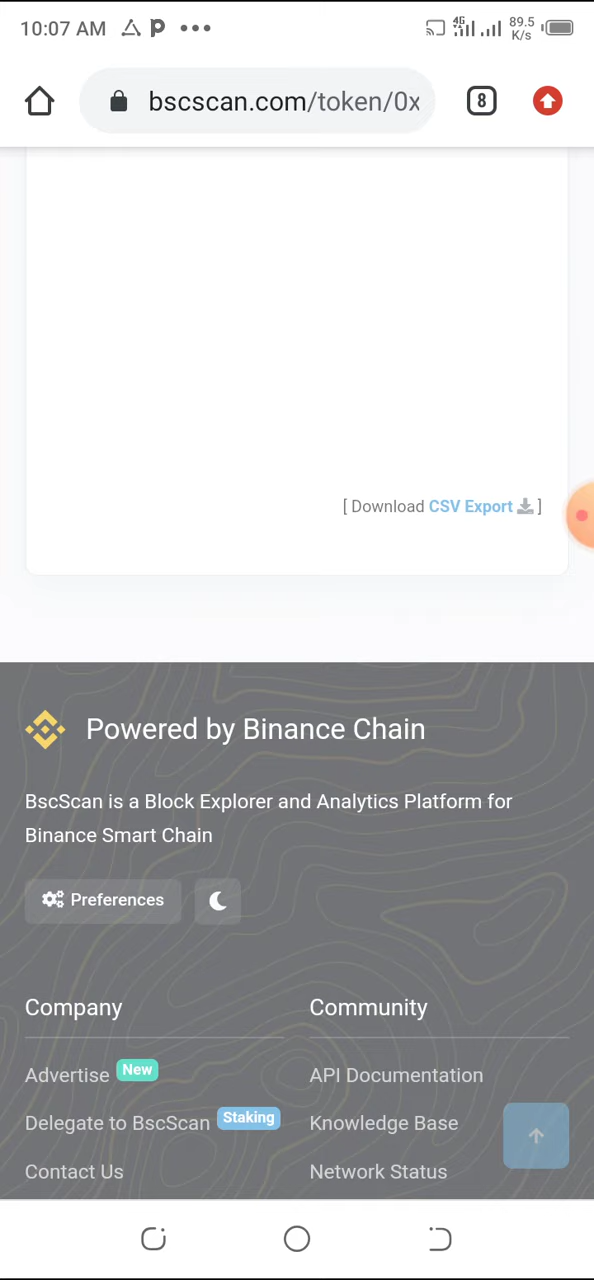 10:07 AM
4G
89.5
K/s
bscscan.com/token/0x
8
[ Download CSV Export ]
Powered by Binance Chain
BscScan is a Block Explorer and Analytics Platform for
Binance Smart Chain
Preferences
Company
Community
Advertise New
API Documentation
Delegate to BscScan Staking
Knowledge Base
Contact Us
Network Status